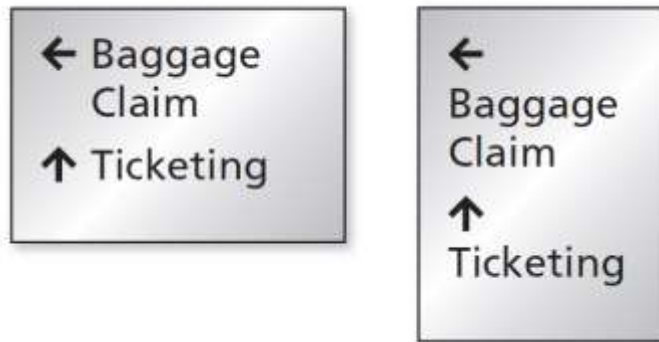 ← Baggage
Claim
↑ Ticketing
←
Baggage
Claim
↑
Ticketing